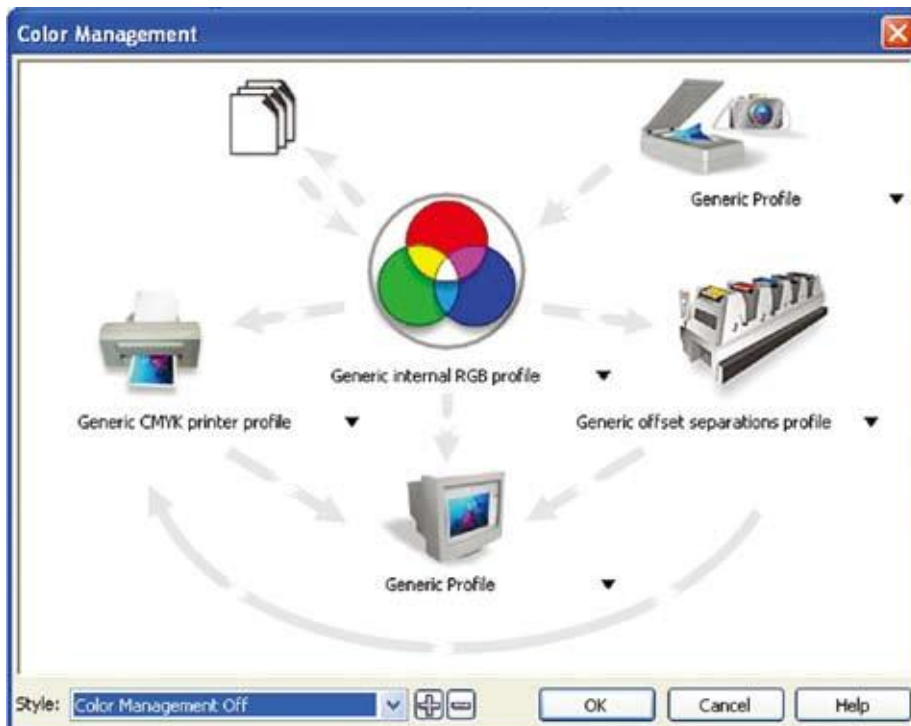 Color Management
Generic Profile
Generic internal RGB profile
Generic CMYK printer profile
Generic offset separations profile
Generic Profile
Style: Color Management Off
OK
Cancel
Help